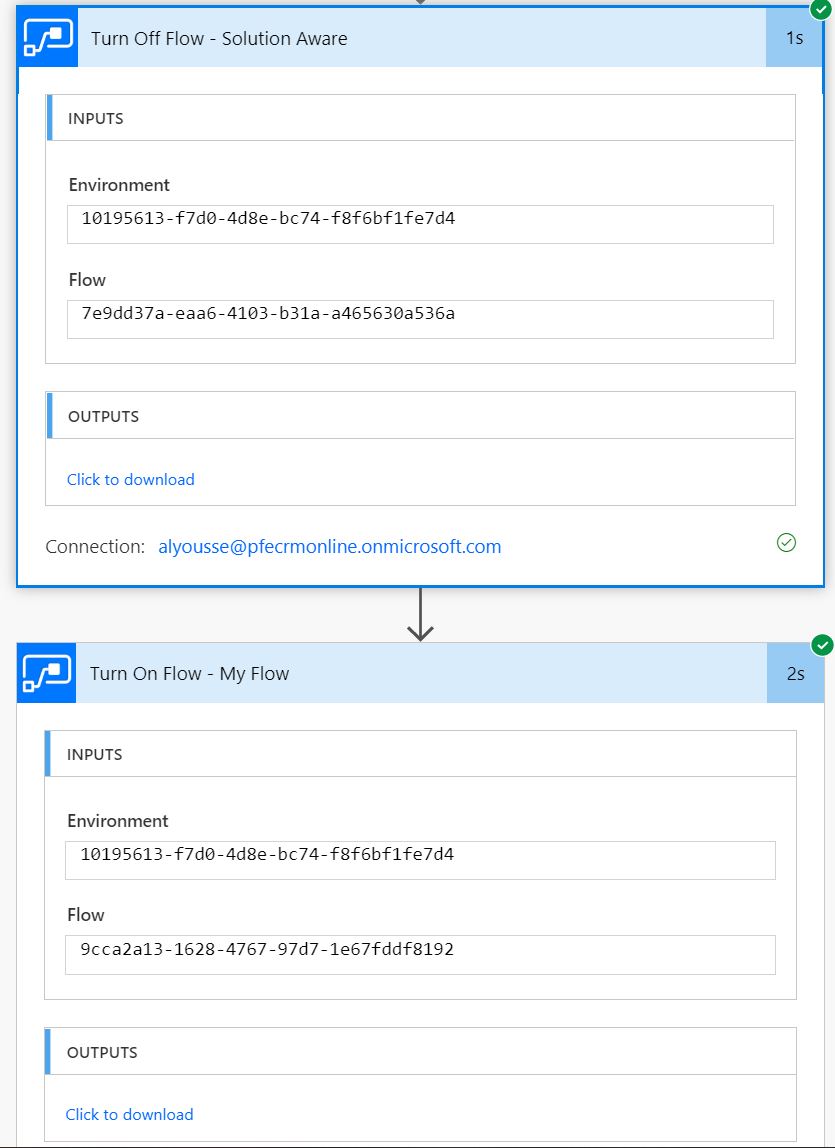 Turn Off Flow - Solution Aware
1s
INPUTS
Environment
10195613-f7d0-4d8e-bc74-f8f6bf1fe7d4
Flow
7e9dd37a-eaa6-4103-b31a-a465630a536a
OUTPUTS
Click to download
Connection: alyousse@pfecrmonline.onmicrosoft.com
Turn On Flow - My Flow
2s
INPUTS
Environment
10195613-f7d0-4d8e-bc74-f8f6bf1fe7d4
Flow
9cca2a13-1628-4767-97d7-1e67fddf8192
OUTPUTS
Click to download